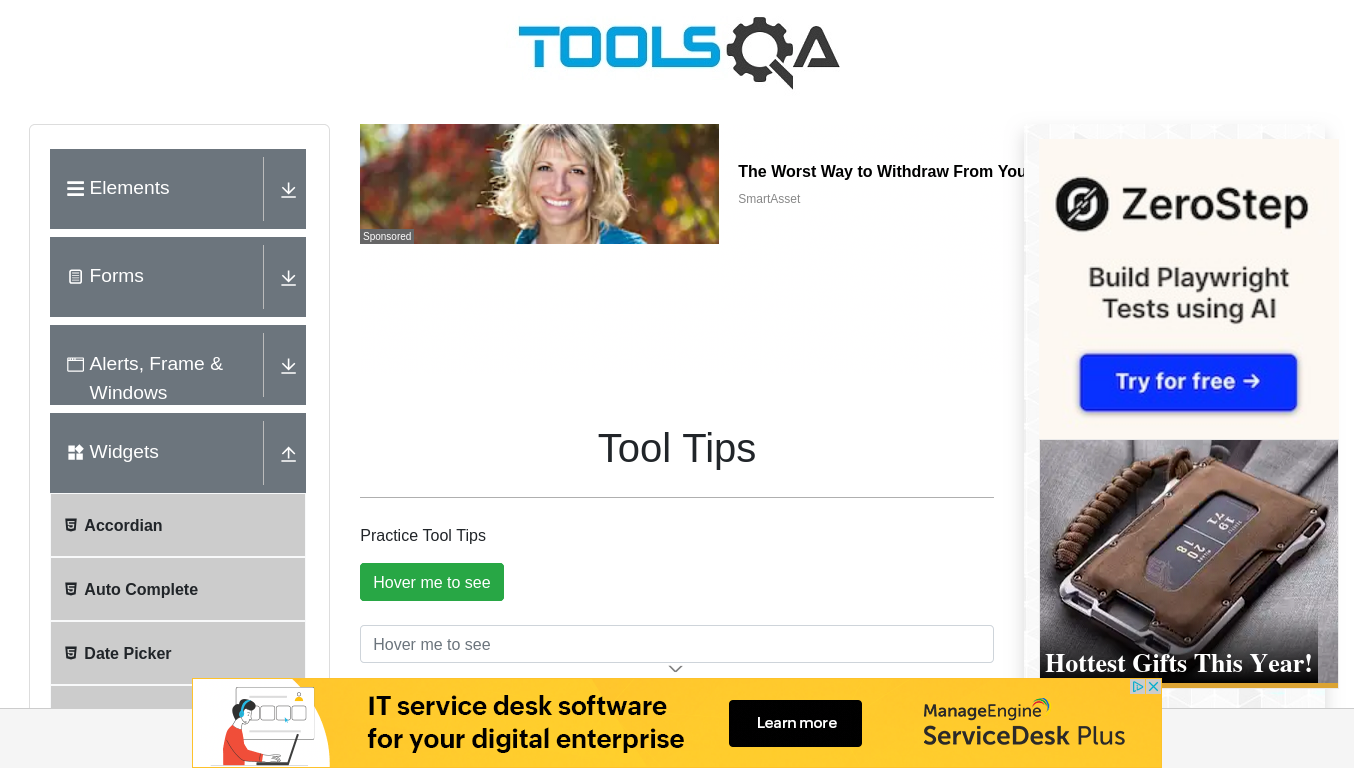 TOOLSQA
Elements
Forms
Alerts, Frame &
Windows
Widgets
Accordian
Auto Complete
Date Picker
Sponsored
The Worst Way to Withdraw From You
SmartAsset
Tool Tips
Practice Tool Tips
Hover me to see
Hover me to see
ZeroStep
Build Playwright
Tests using AI
Try for free →
Hottest Gifts This Year!
IT service desk software
for your digital enterprise
Learn more
ManageEngine
ServiceDesk Plus